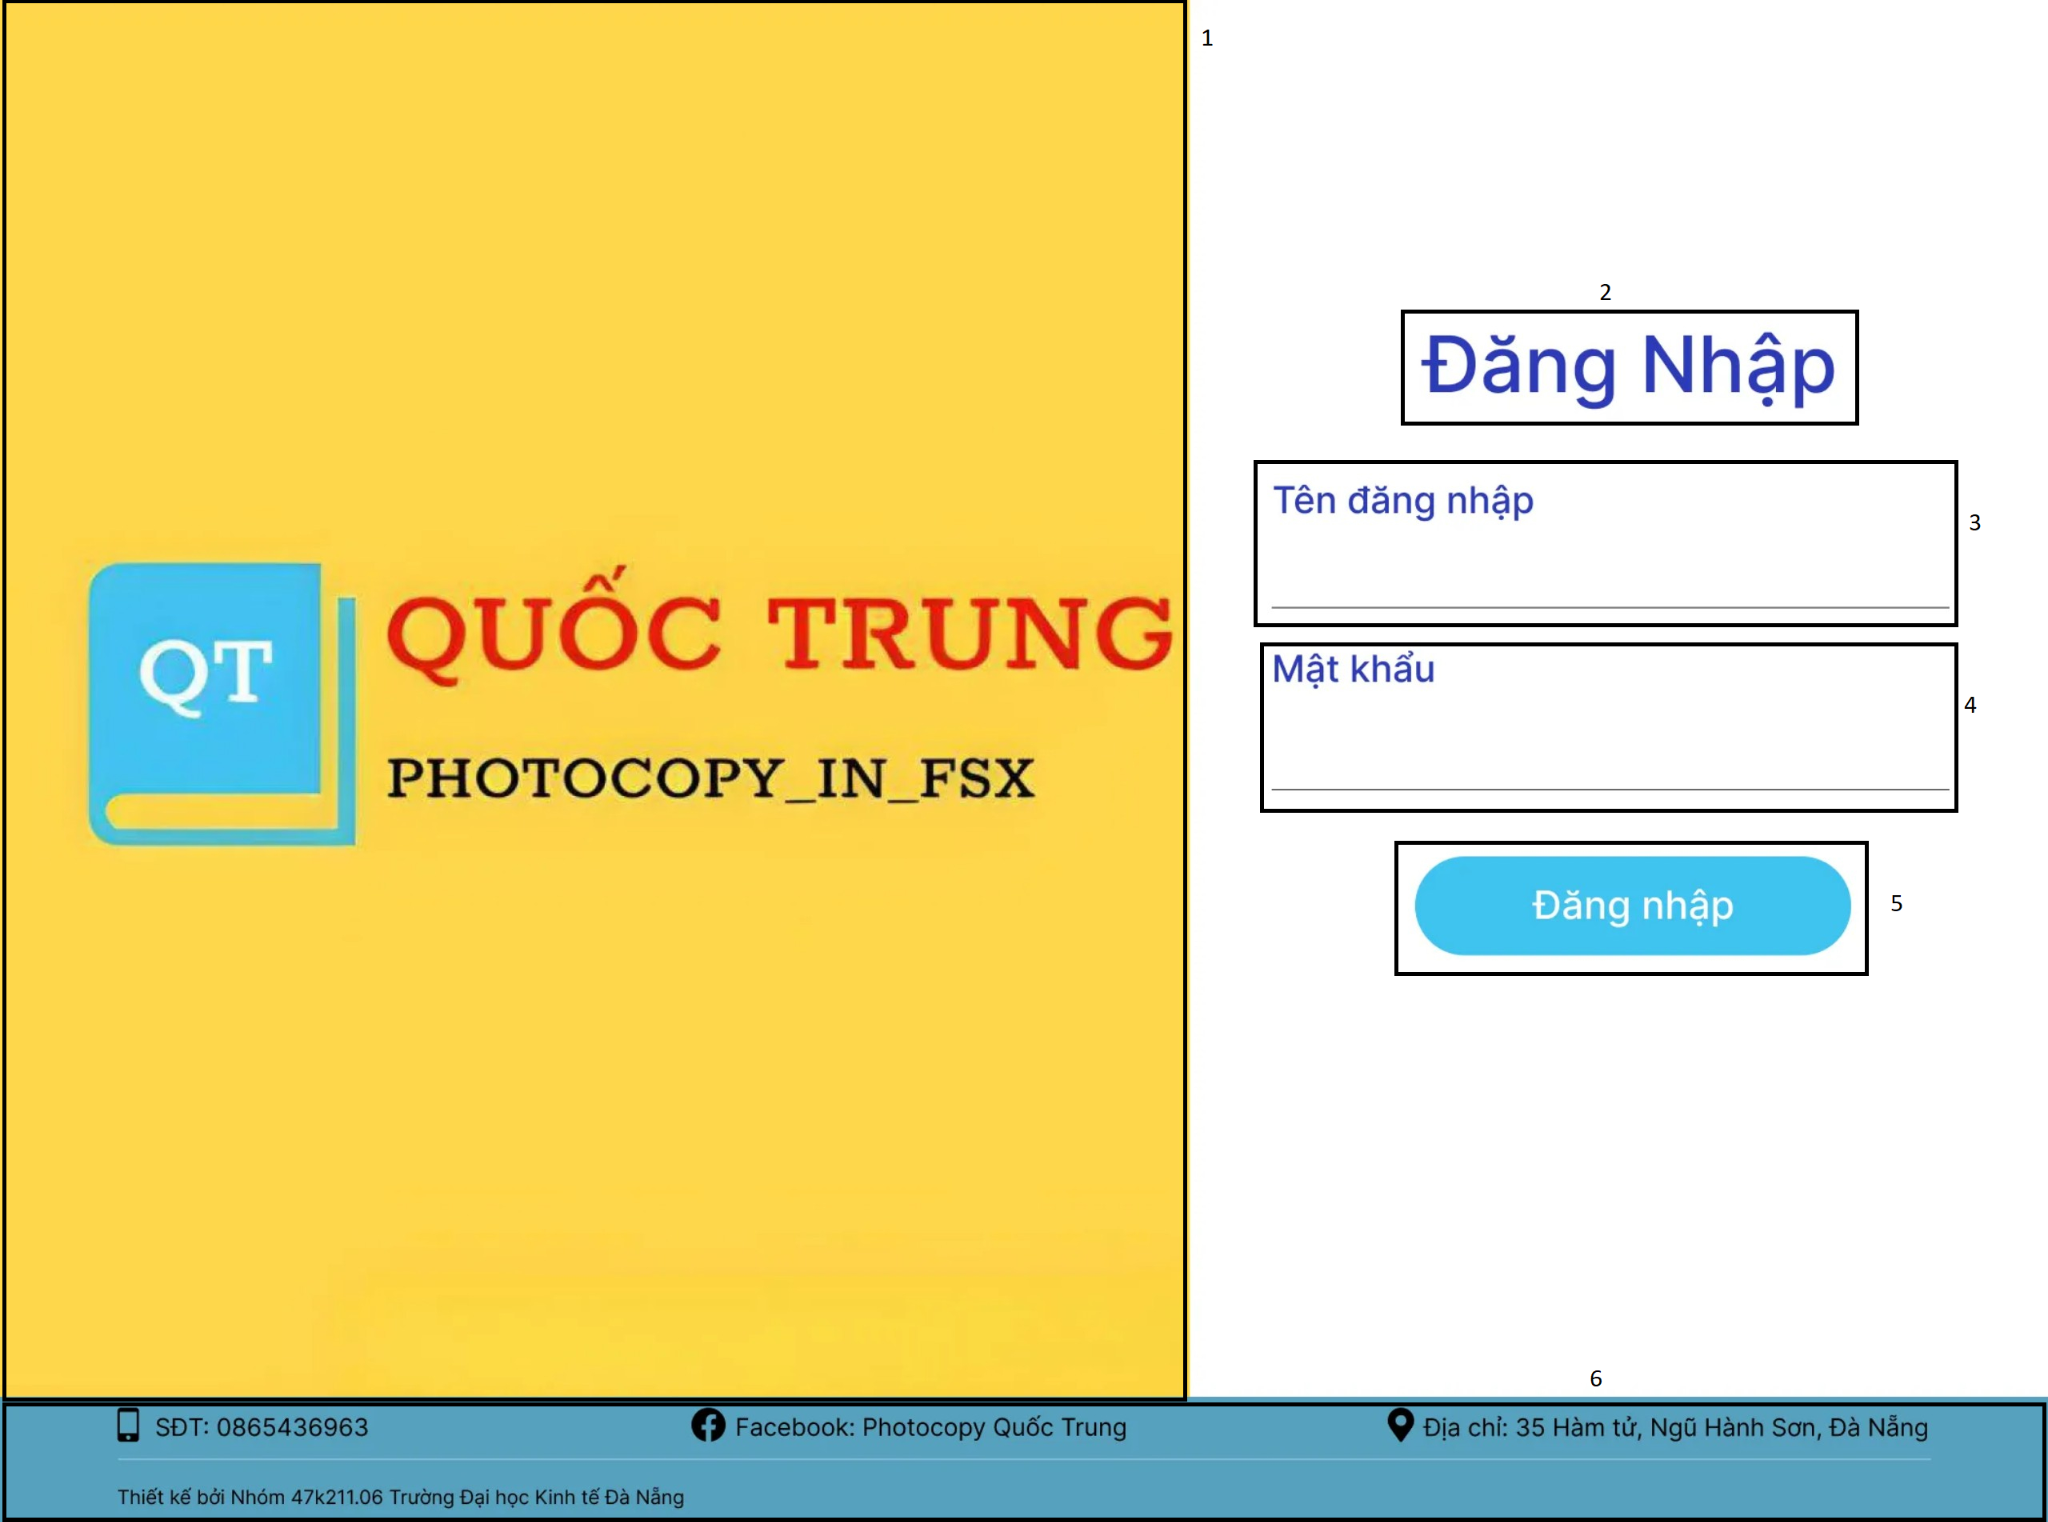 1
QT
QUỐC TRUNG
PHOTOCOPY_IN_FSX
2
Đăng Nhập
Tên đăng nhập
3
Mật khẩu
4
Đăng nhập
5
6
SĐT: 0865436963
Facebook: Photocopy Quốc Trung
Địa chỉ: 35 Hàm tử, Ngũ Hành Sơn, Đà Nẵng
Thiết kế bởi Nhóm 47k211.06 Trường Đại học Kinh tế Đà Nẵng